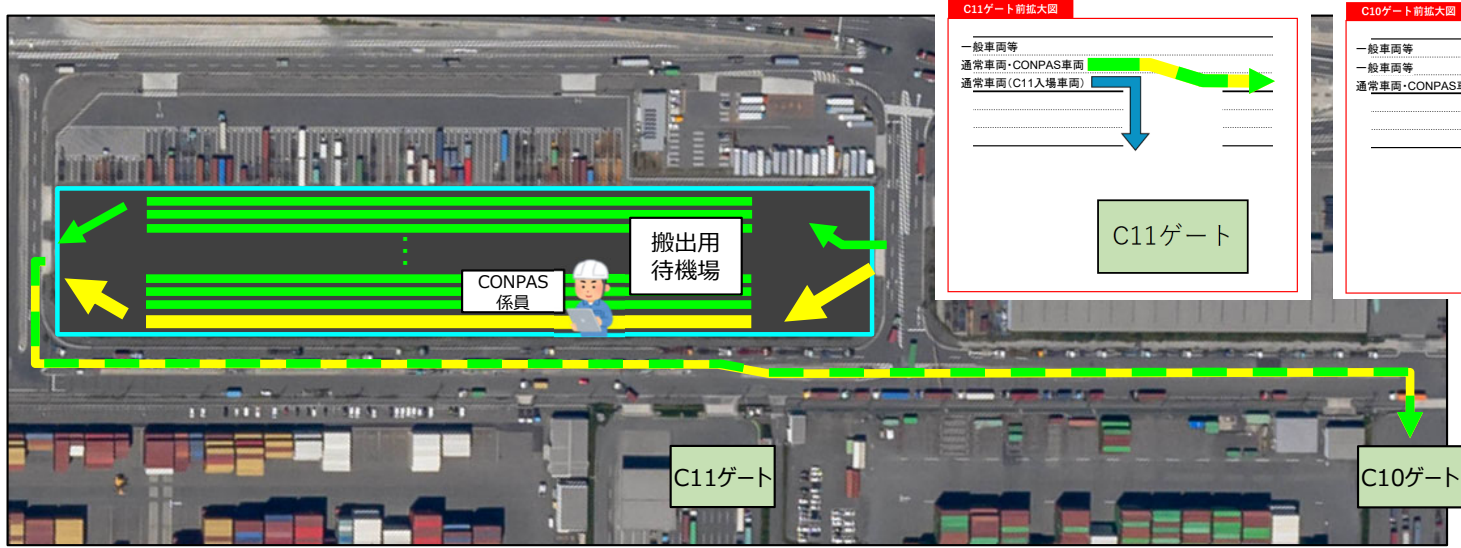 C11ゲート前拡大図
一般車両等
通常車両・CONPAS車両
通常車両(C11入場車両)
C11ゲート
C10ゲート前拡大図
一般車両等
一般車両等
通常車両・CONPAS
搬出用
待機場
CONPAS
係員
C11ゲート
C10ゲート